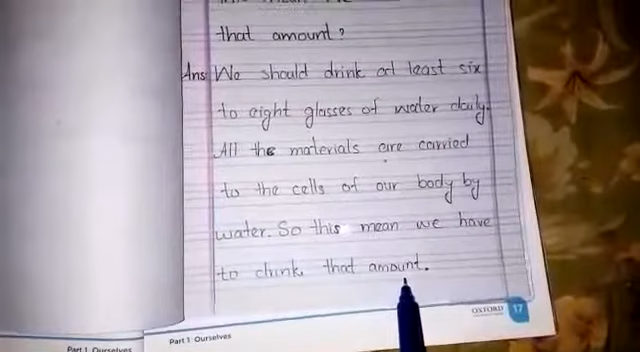 that amount?
Ans We should drink at least six
to eight glasses of water daily.
All the materials are carried
to the cells of our body by
water. So this mean we have
to drink that amount.
OXFORD 17
Part 1 Ourselves
Part 1 Ourselves